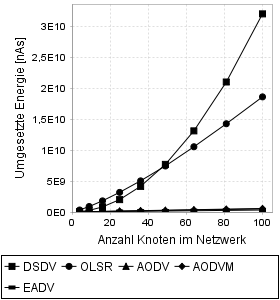 Umgesetzte Energie [nAs]
3E10
2E10
1E10
5E9
0E0
0 20 40 60 80 100
Anzahl Knoten im Netzwerk
DSDV OLSR AODV AODVM
EADV